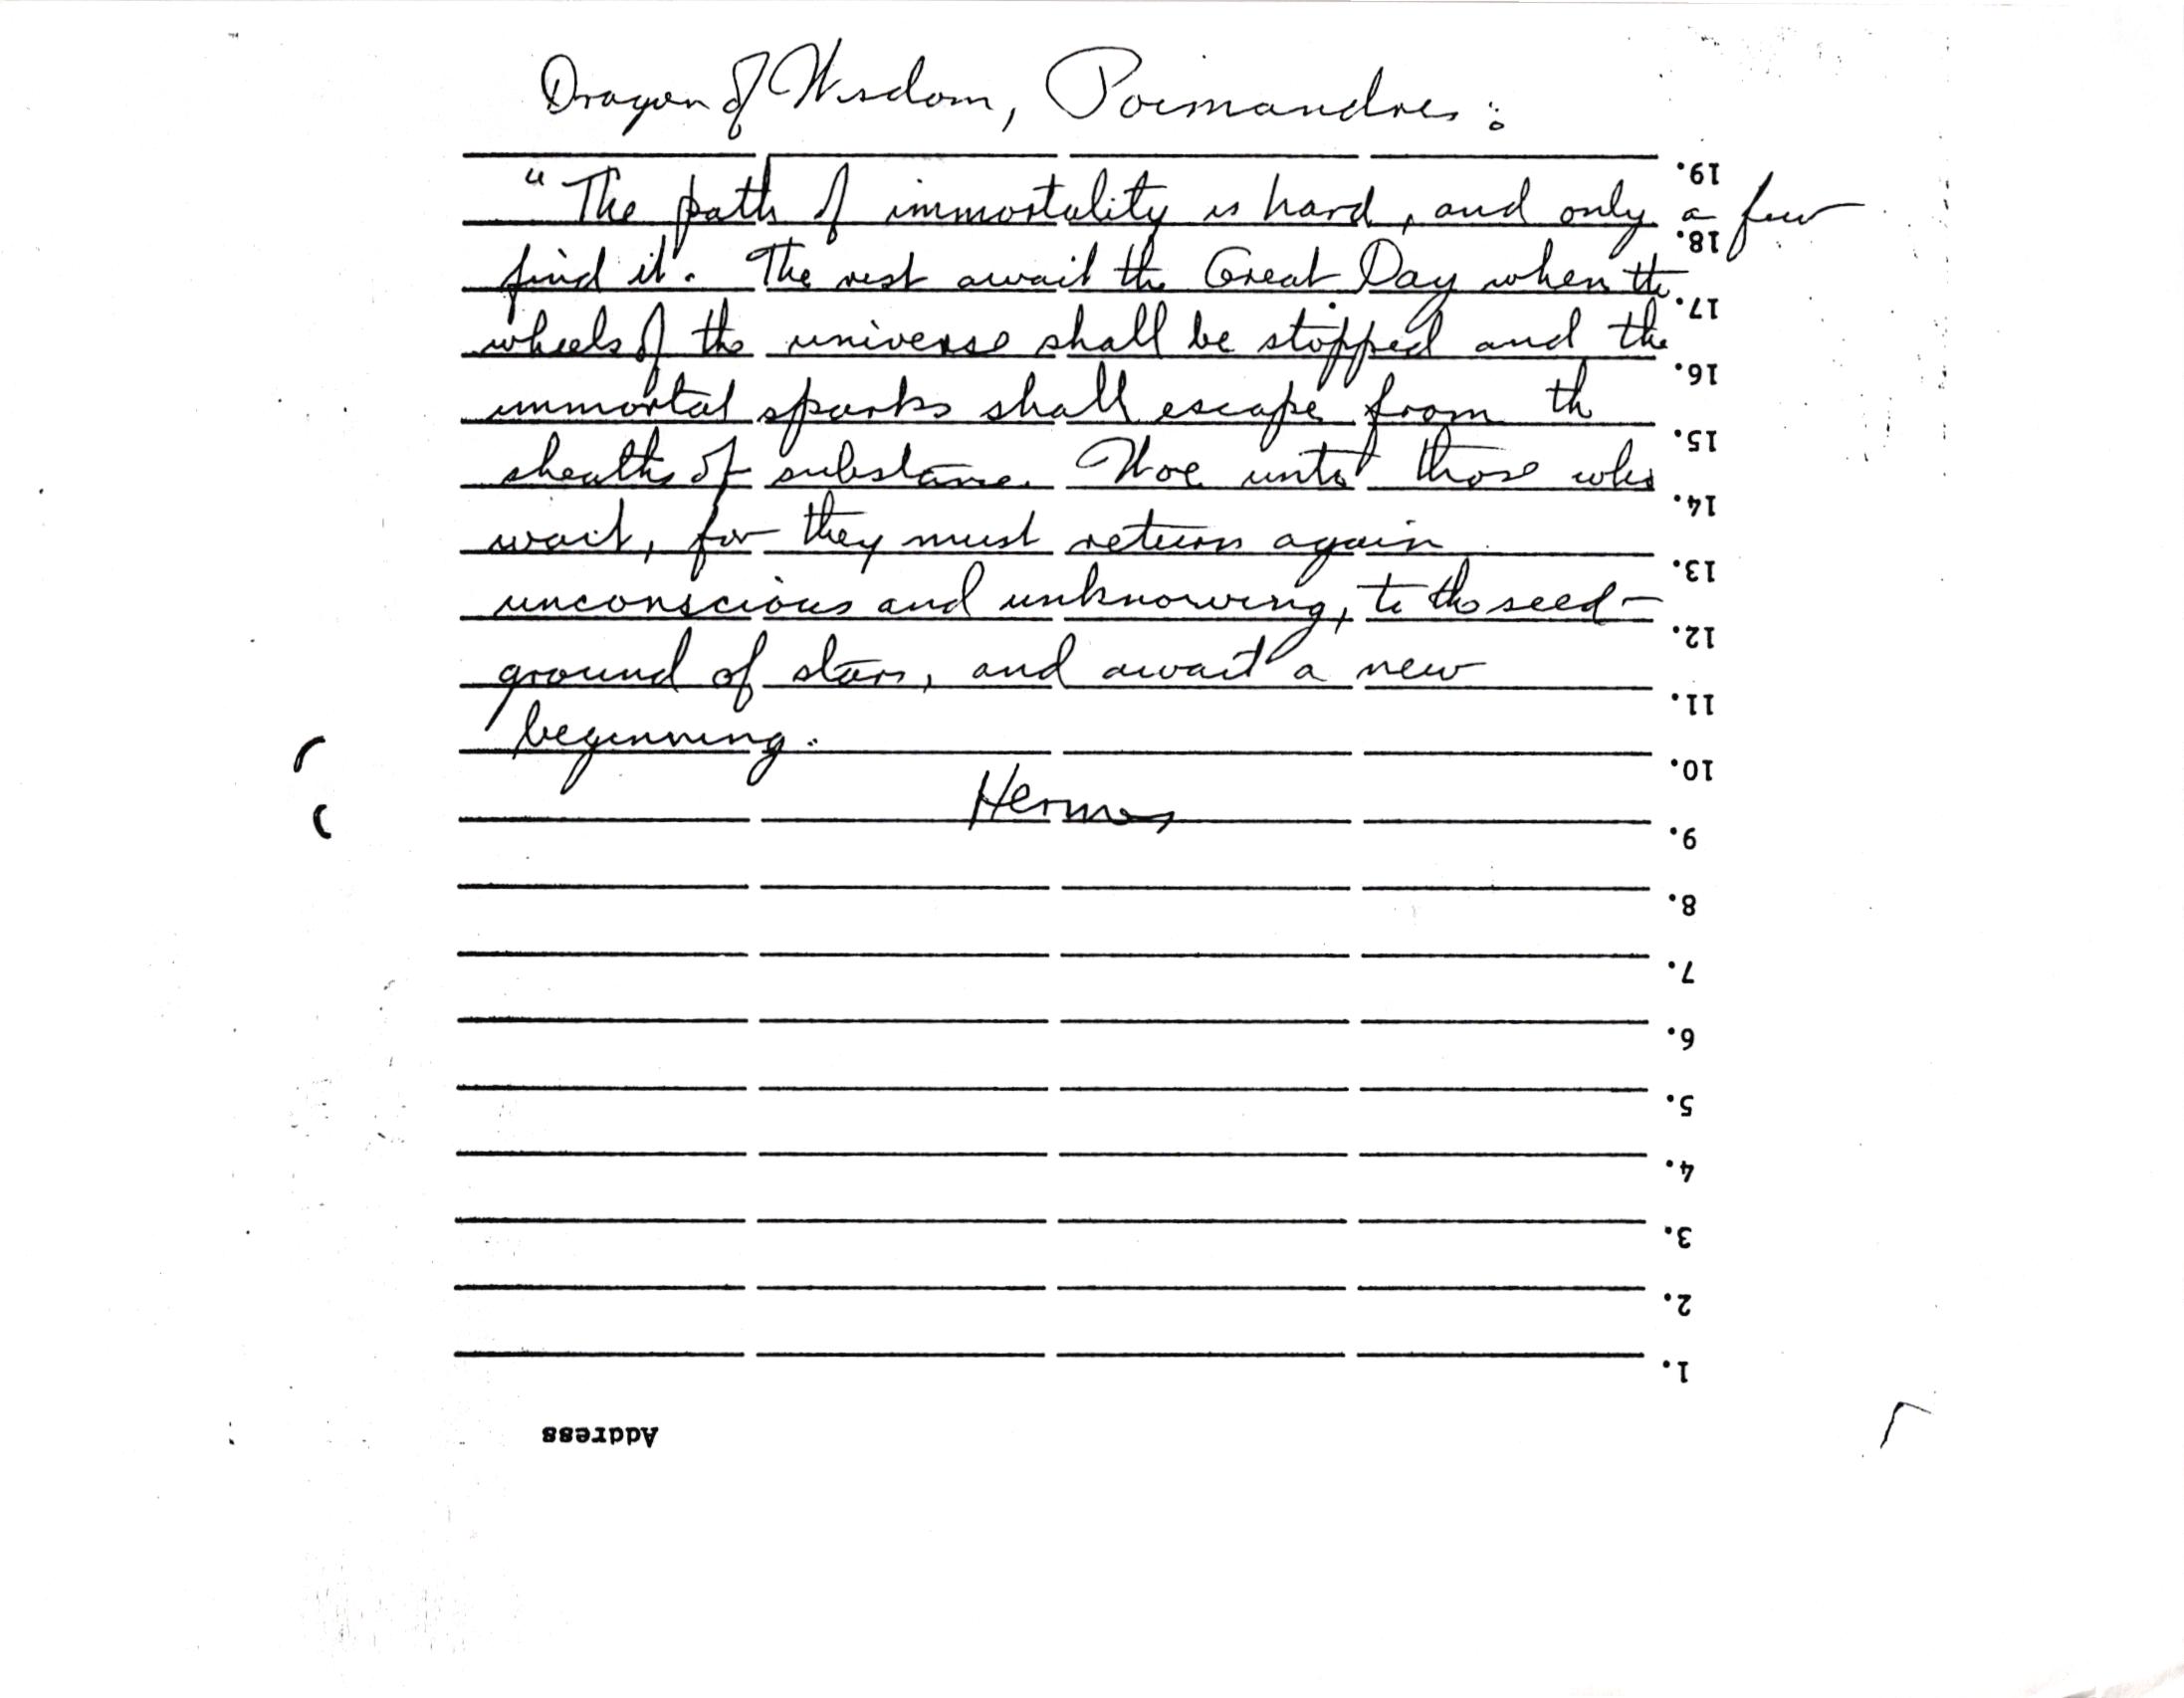 Dragon of Wisdom, Poimandres:
19.
"The path of immortality is hard, and only a few
18.
find it. The rest await the Great Day when the
17.
wheels of the universe shall be stopped and the
16.
immortal sparks shall escape from th
15.
sheaths of substance. Woe unto those who
14.
wait, for they must return again
13.
unconscious and unknowing, to the seed-
12.
ground of stars, and await a new
11.
beginning.
10.
Hermes
9.
8.
7.
6.
5.
4.
3.
2.
1.
Address